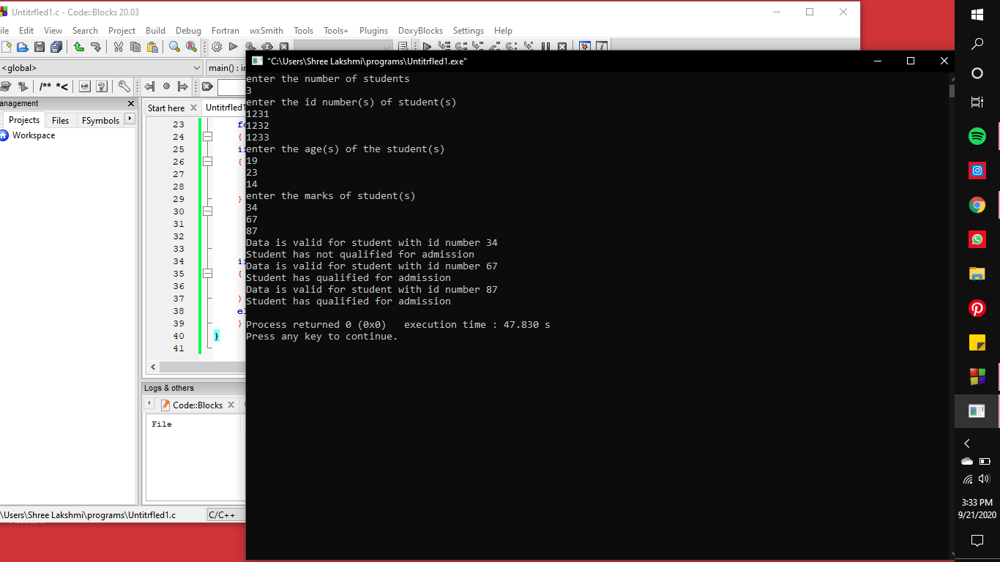 Untitrfled1.c - Code::Blocks 20.03
ile Edit View Search Project Build Debug Fortran wxSmith Tools Tools+ Plugins DoxyBlocks Settings Help
<global>
main() : in
/** *<
anagement
Projects Files FSymbols
Workspace
Start here Untitrfled1
23 fo
24 {
25 if
26 {
27
28
29 }
30
31
32
33
34 if
35 {
36
37 }
38 el
39 }
40 }
41
Logs & others
Code::Blocks
File
\Users\Shree Lakshmi\programs\Untitrfled1.c C/C++
"C:\Users\Shree Lakshmi\programs\Untitrfled1.exe"
enter the number of students
3
enter the id number(s) of student(s)
1231
1232
1233
enter the age(s) of the student(s)
19
23
14
enter the marks of student(s)
34
67
87
Data is valid for student with id number 34
Student has not qualified for admission
Data is valid for student with id number 67
Student has qualified for admission
Data is valid for student with id number 87
Student has qualified for admission
Process returned 0 (0x0) execution time : 47.830 s
Press any key to continue.
3:33 PM
9/21/2020